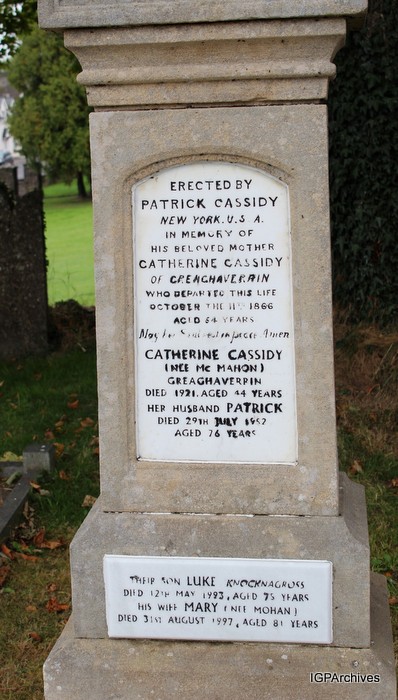 ERECTED BY
PATRICK CASSIDY
NEW YORK. U.S A.
IN MEMORY OF
HIS BELOVED MOTHER
CATHERINE CASSIDY
OF GREAGHAVERRIN
WHO DEPARTED THIS LIFE
OCTOBER THE 11TH 1866
AGED 64 YEARS
May her Soul rest in peace Amen
CATHERINE CASSIDY
(NEE MC MAHON)
GREAGHAVERRIN
DIED 1921. AGED 44 YEARS
HER HUSBAND PATRICK
DIED 29TH JULY 1952
AGED 76 YEARS
THEIR SON LUKE KNOCKNAGROSS
DIED 12TH MAY 1993, AGED 75 YEARS
HIS WIFE MARY (NEE MOHAN)
DIED 31ST AUGUST 1997, AGED 81 YEARS
IGPArchives